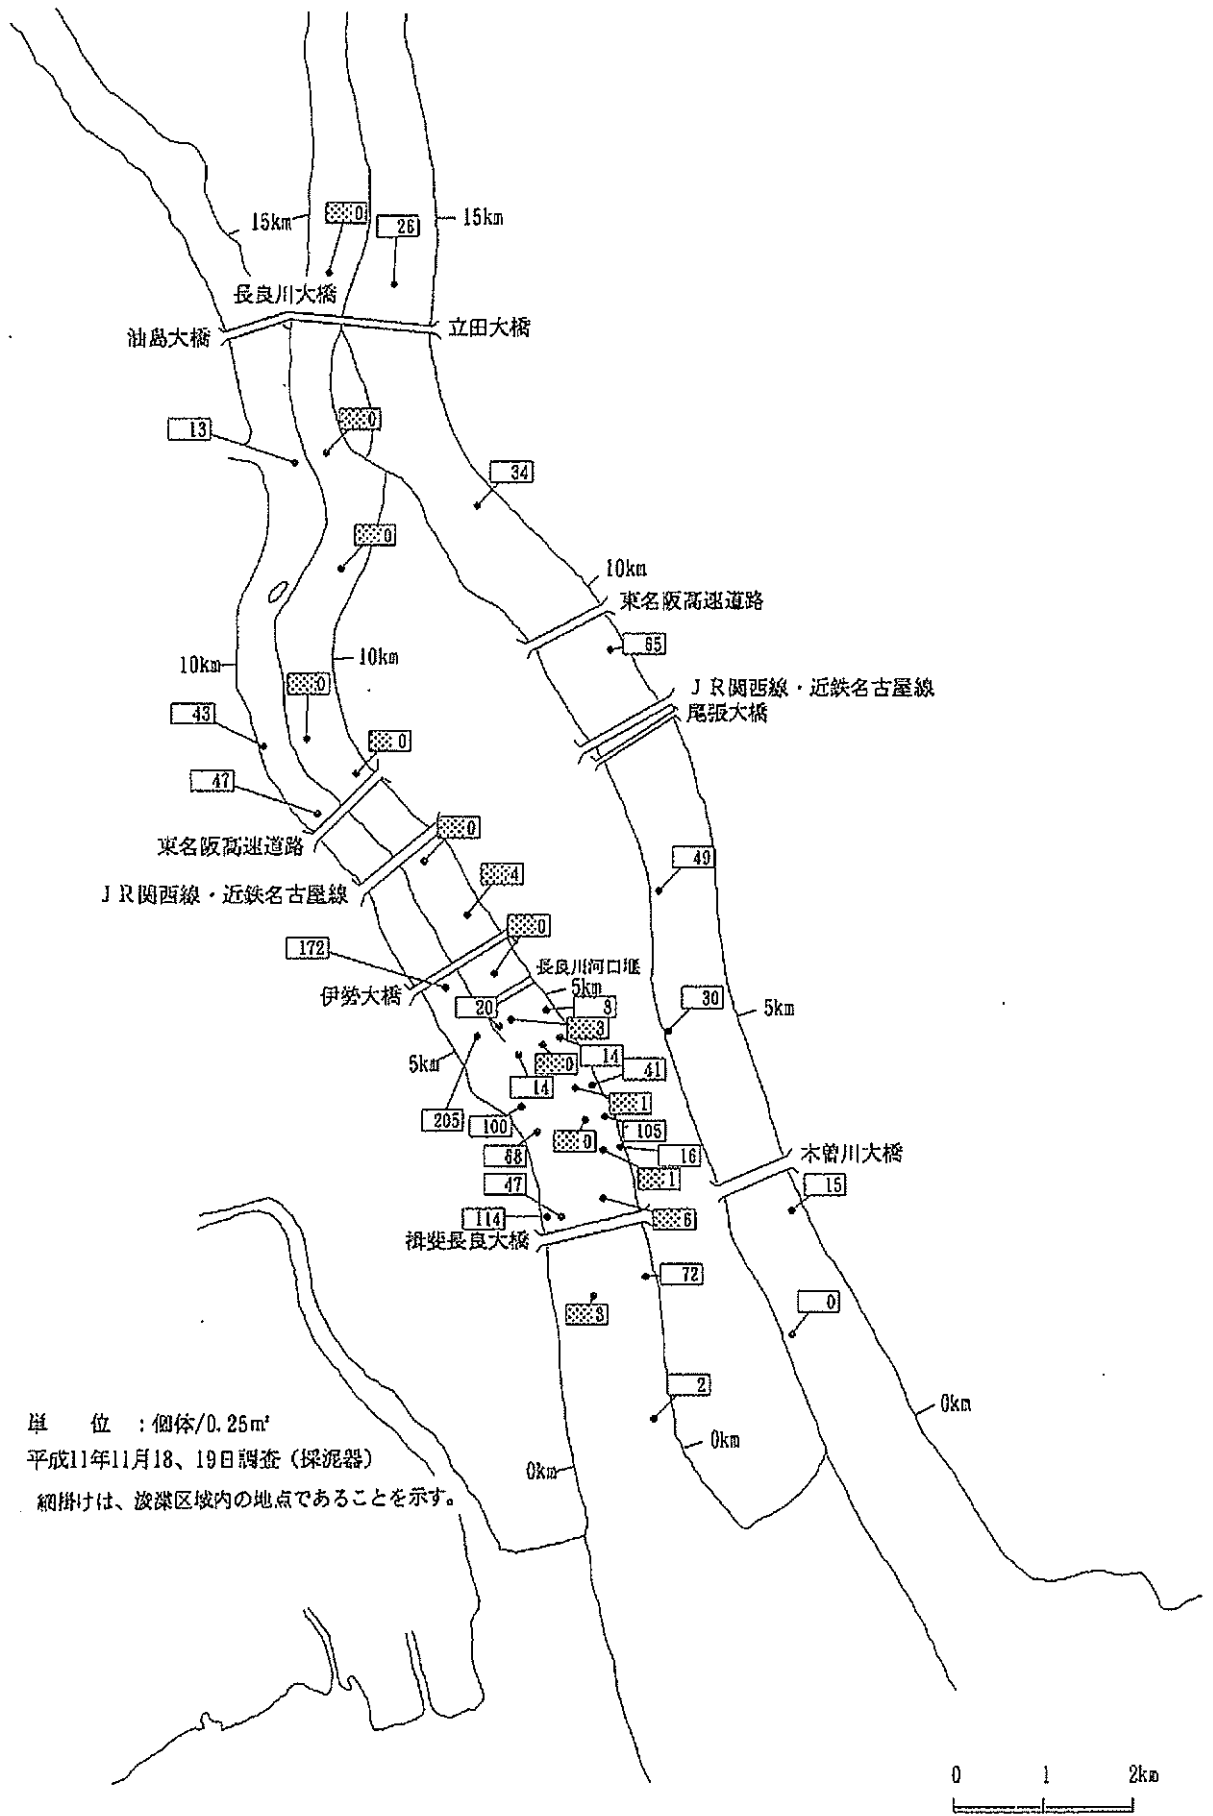 15km
0
26
15km
長良川大橋
油島大橋
立田大橋
13
0
34
0
10km
東名阪高速道路
65
10km
10km
0
JR関西線・近鉄名古屋線
尾張大橋
43
0
47
東名阪高速道路
0
49
JR関西線・近鉄名古屋線
4
172
0
長良川河口堰
伊勢大橋
5km
20
30
3
5km
5km
14
0
41
14
1
205
100
105
0
68
16
木曽川大橋
1
47
15
114
6
揖斐長良大橋
72
0
3
2
0km
単 位 :個体/0.25㎡
0km
平成11年11月18、19日調査(採泥器)
0km
網掛けは、浚渫区域内の地点であることを示す。
0 1 2km